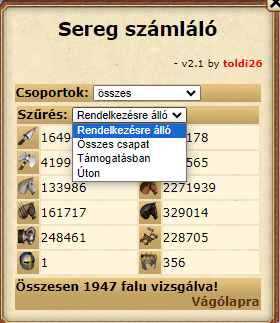 Sereg számláló
- v2.1 by toldi26
Csoportok: összes
Szűrés: Rendelkezésre álló
Rendelkezésre álló
Összes csapat
Támogatásban
Úton
1649 178
4199 565
133986 2271939
161717 329014
248461 228705
1 356
Összesen 1947 falu vizsgálva!
Vágólapra